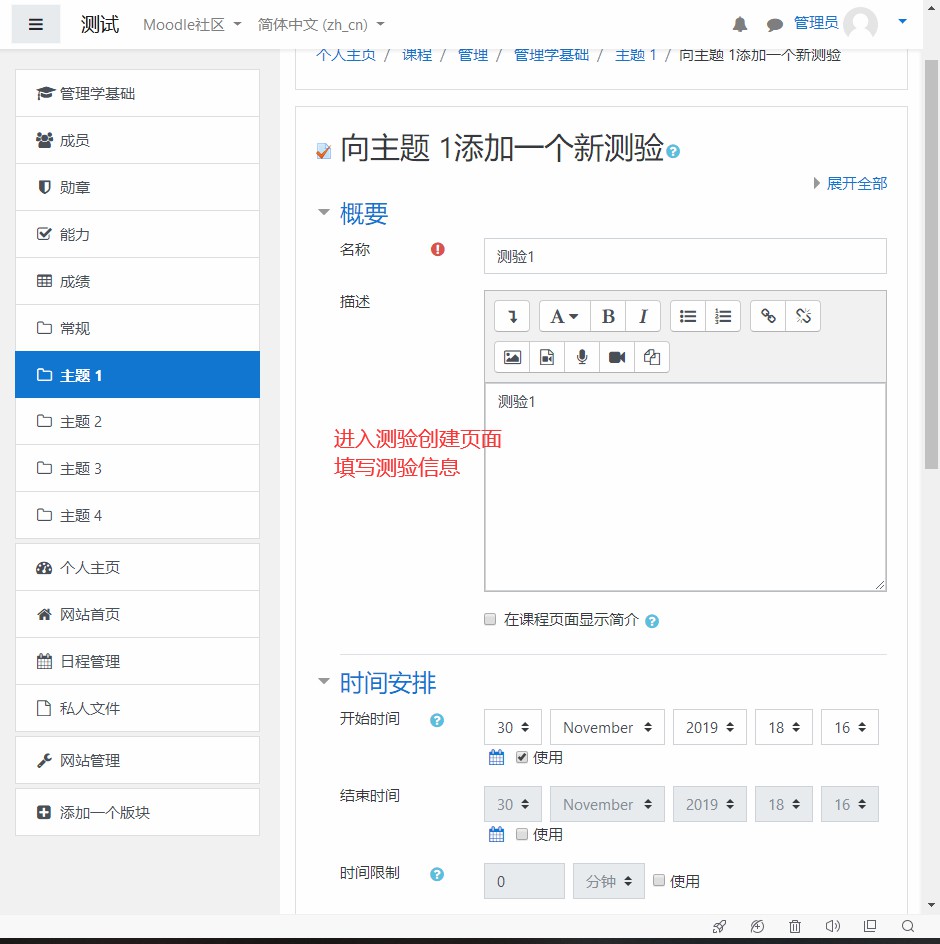 测试 Moodle社区 简体中文 (zh_cn) 管理员
个人主页 / 课程 / 管理 / 管理学基础 / 主题 1 / 向主题 1添加一个新测验
管理学基础
成员
勋章
能力
成绩
常规
主题 1
主题 2
主题 3
主题 4
个人主页
网站首页
日程管理
私人文件
网站管理
添加一个版块
向主题 1添加一个新测验
展开全部
概要
名称 测验1
描述
A B I
测验1
进入测验创建页面
填写测验信息
在课程页面显示简介
时间安排
开始时间 30 November 2019 18 16
使用
结束时间 30 November 2019 18 16
使用
时间限制 0 分钟 使用